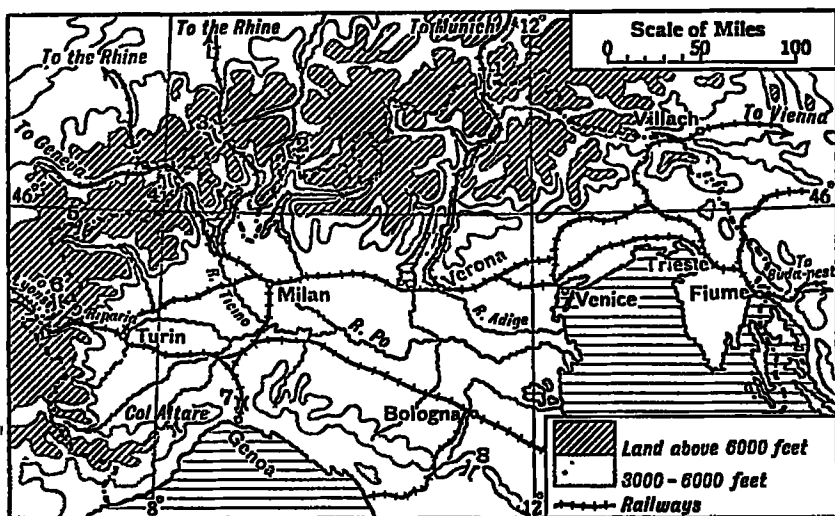 To the Rhine
To the Rhine
To Munich
12°
Scale of Miles
0 50 100
To Geneva
Villach
To Vienna
46°
46°
Verona
Trieste
Fiume
To
Buda-pest
R. Ticino
Milan
Venice
R. Adige
R. Po
To
Lyons
Riparia
Turin
Col Altare
7
Genoa
Bologna
8
8°
12°
Land above 6000 feet
3000 - 6000 feet
Railways